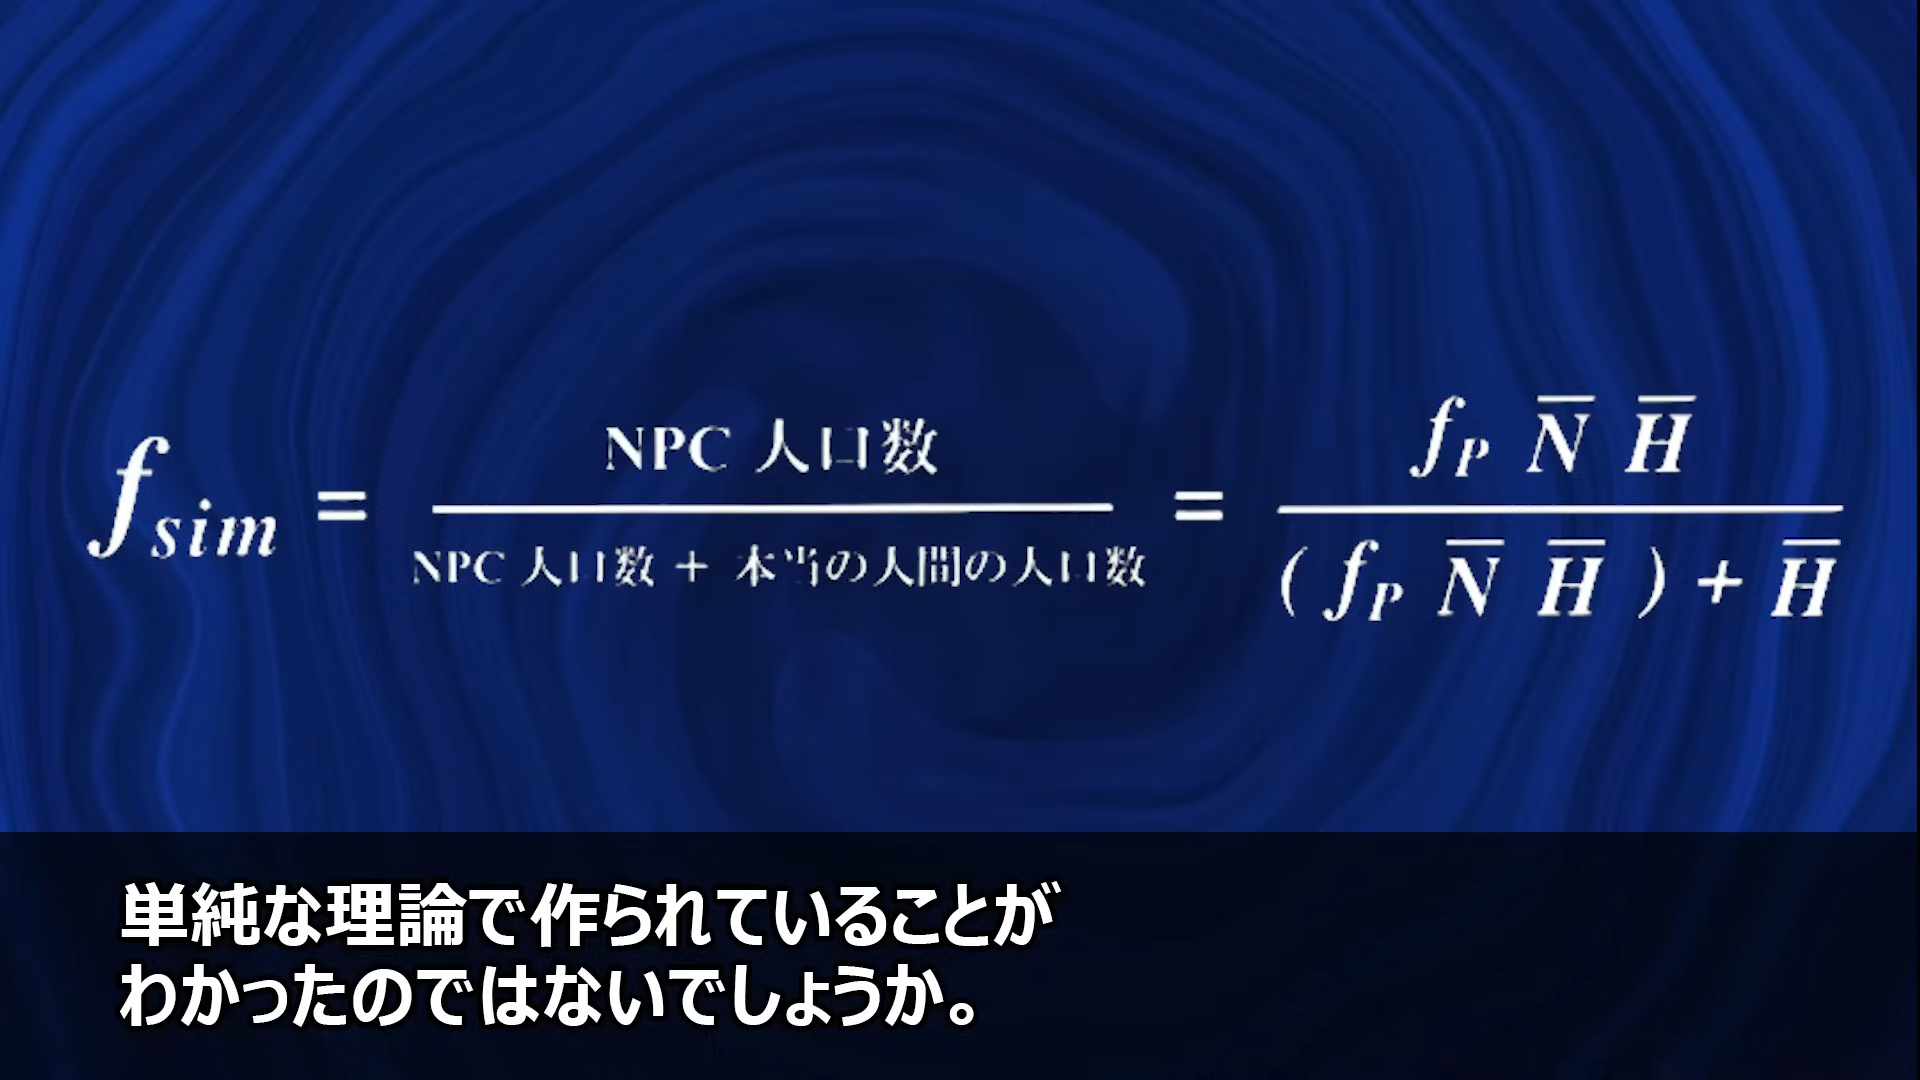 f_sim = NPC 人口数 / NPC 人口数 + 本当の人間の人口数 = f_P N̅ H̅ / ( f_P N̅ H̅ ) + H̅
単純な理論で作られていることが
わかったのではないでしょうか。